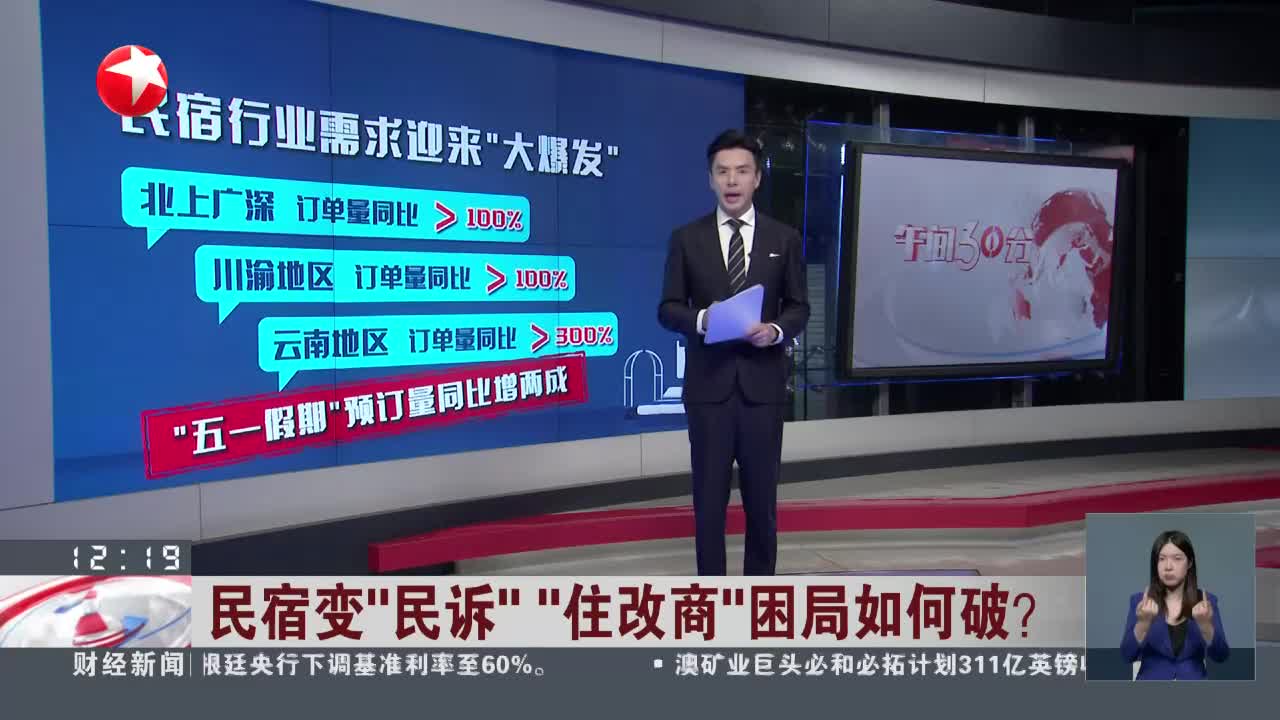 民宿行业需求迎来"大爆发"
北上广深 订单量同比 > 100%
川渝地区 订单量同比 > 100%
云南地区 订单量同比 > 300%
"五一假期"预订量同比增两成
午间30分
12:19
民宿变"民诉" "住改商"困局如何破?
财经新闻 根廷央行下调基准利率至60%。 ▪ 澳矿业巨头必和必拓计划311亿英镑